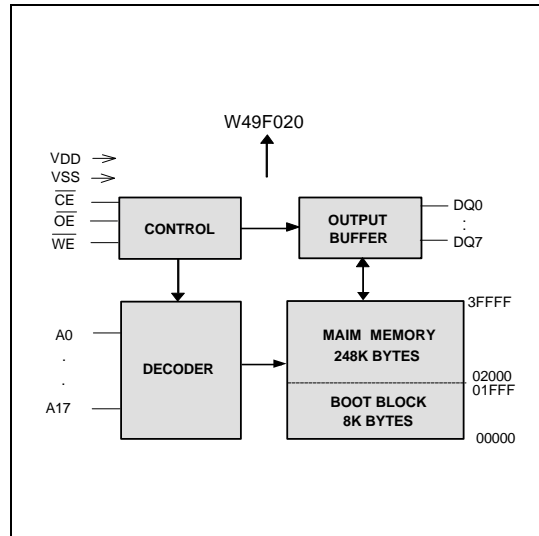 W49F020
VDD
VSS
CE
OE
WE
CONTROL
OUTPUT
BUFFER
DQ0
:
DQ7
A0
.
.
A17
DECODER
3FFFF
MAIM MEMORY
248K BYTES
02000
01FFF
BOOT BLOCK
8K BYTES
00000